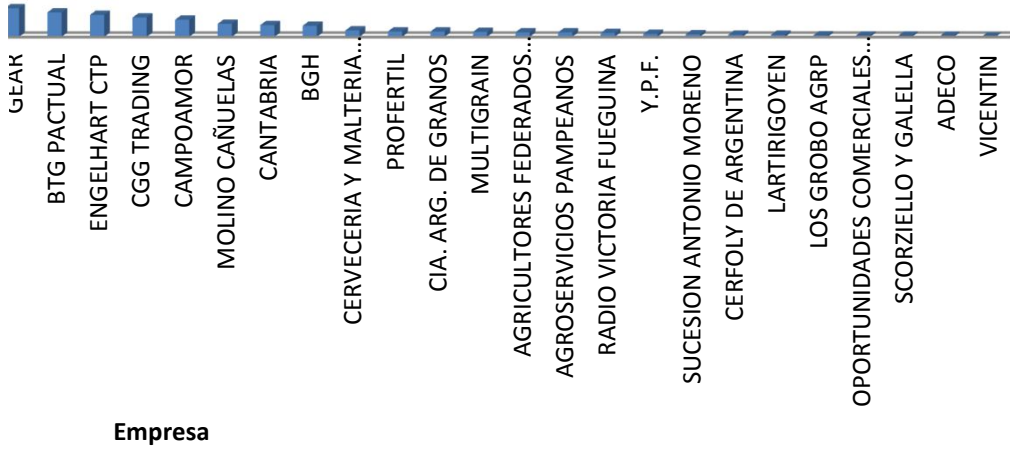 GEAR
BTG PACTUAL
ENGELHART CTP
CGG TRADING
CAMPOAMOR
MOLINO CAÑUELAS
CANTABRIA
BGH
CERVECERIA Y MALTERIA...
PROFERTIL
CIA. ARG. DE GRANOS
MULTIGRAIN
AGRICULTORES FEDERADOS...
AGROSERVICIOS PAMPEANOS
RADIO VICTORIA FUEGUINA
Y.P.F.
SUCESION ANTONIO MORENO
CERFOLY DE ARGENTINA
LARTIRIGOYEN
LOS GROBO AGRP
OPORTUNIDADES COMERCIALES...
SCORZIELLO Y GALELLA
ADECO
VICENTIN
Empresa